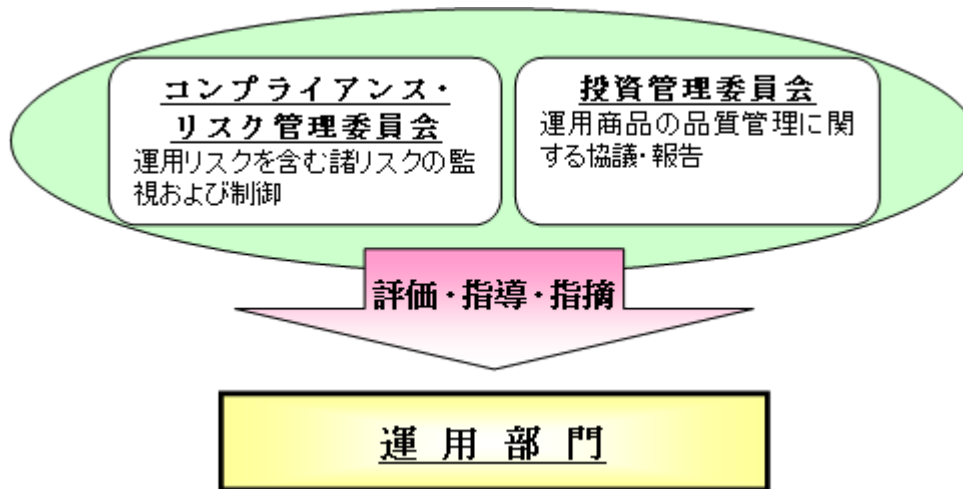 コンプライアンス・
リスク管理委員会
運用リスクを含む諸リスクの監
視および制御
投資管理委員会
運用商品の品質管理に関
する協議・報告
評価・指導・指摘
運用部門